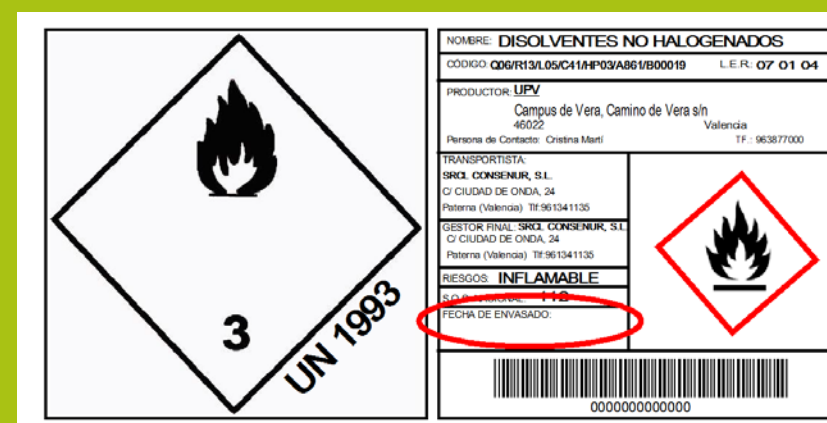 3
UN 1993
NOMBRE: DISOLVENTES NO HALOGENADOS
CÓDIGO: Q06/R13/L05/C41/HP03/A861/B00019 L.E.R.: 07 01 04
PRODUCTOR: UPV
Campus de Vera, Camino de Vera s/n
46022 Valencia
Persona de Contacto: Cristina Martí TF.: 963877000
TRANSPORTISTA:
SRCL CONSENUR, S.L.
C/ CIUDAD DE ONDA, 24
Paterna (Valencia) Tlf:961341135
GESTOR FINAL: SRCL CONSENUR, S.L.
C/ CIUDAD DE ONDA, 24
Paterna (Valencia) Tlf:961341135
RIESGOS: INFLAMABLE
FECHA DE ENVASADO:
0000000000000